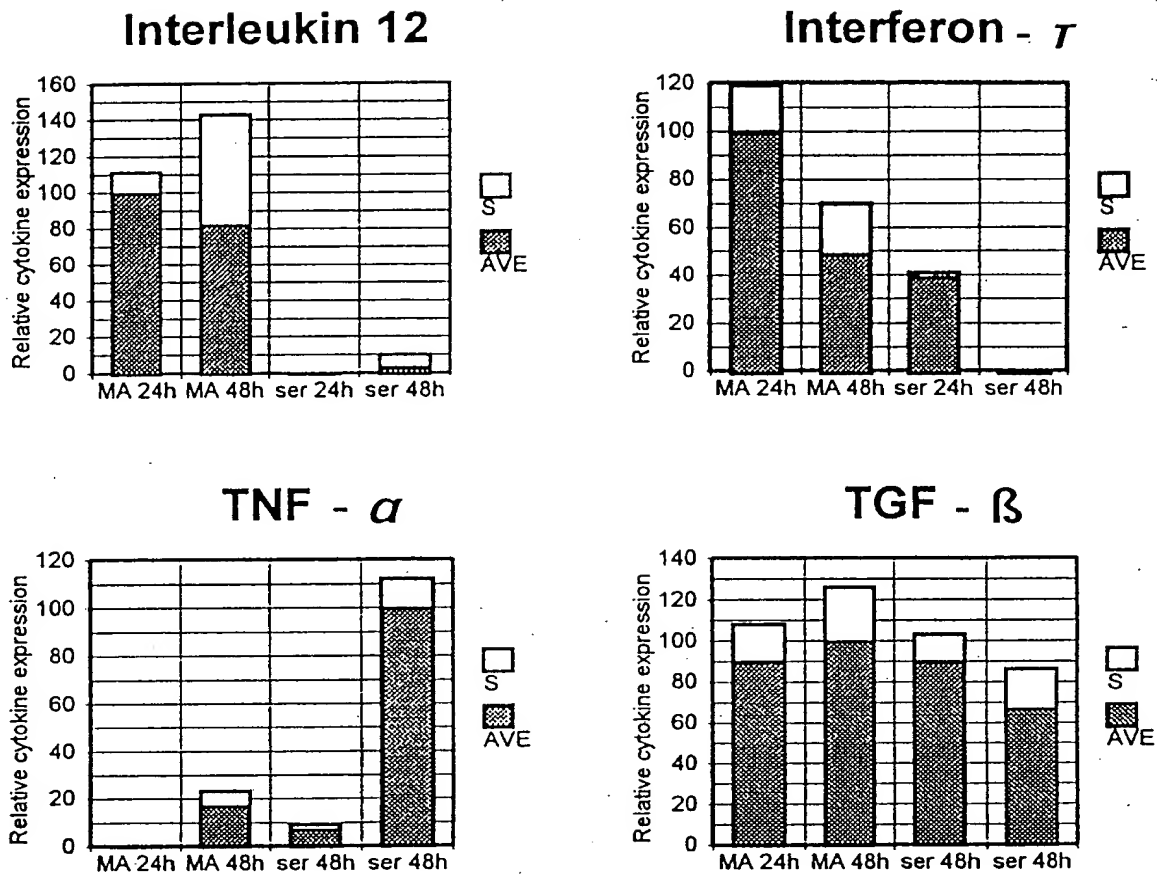 Interleukin 12
Relative cytokine expression
160
140
120
100
80
60
40
20
0
MA 24h MA 48h ser 24h ser 48h
S
AVE
Interferon - τ
Relative cytokine expression
120
100
80
60
40
20
0
MA 24h MA 48h ser 24h ser 48h
S
AVE
TNF - α
Relative cytokine expression
120
100
80
60
40
20
0
MA 24h MA 48h ser 48h ser 48h
S
AVE
TGF - ß
Relative cytokine expression
140
120
100
80
60
40
20
0
MA 24h MA 48h ser 48h ser 48h
S
AVE